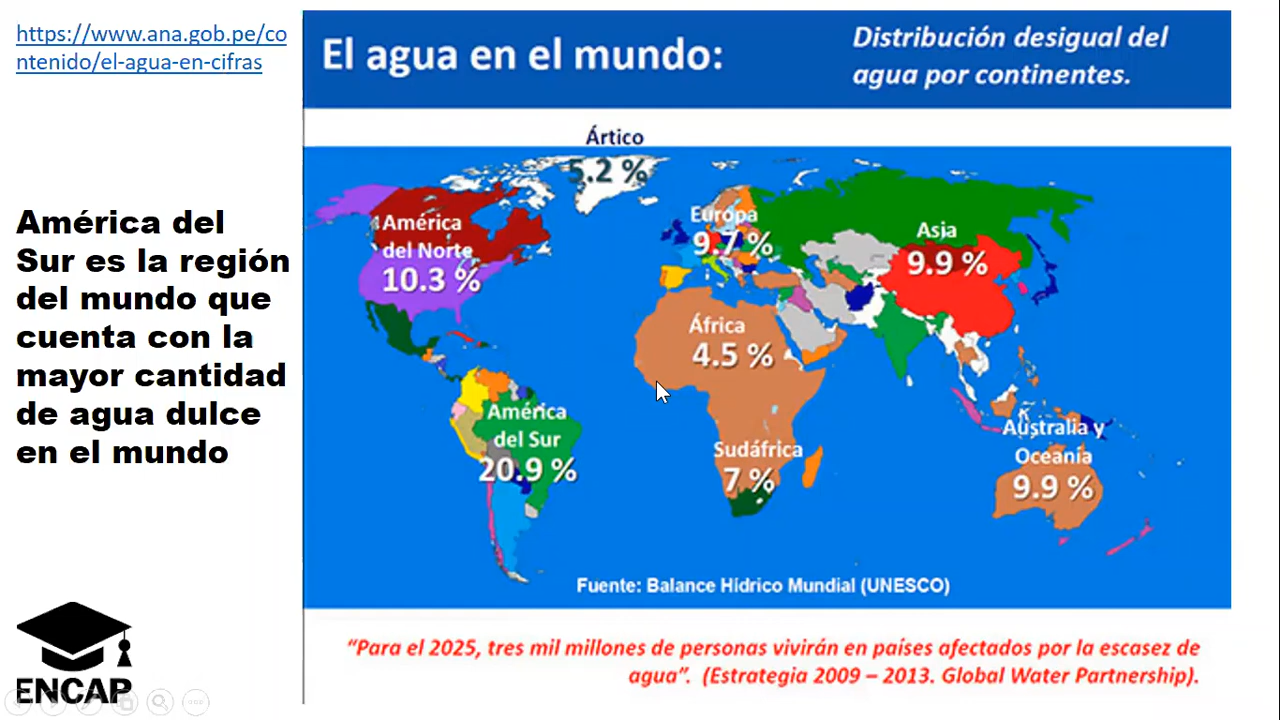 https://www.ana.gob.pe/co
ntenido/el-agua-en-cifras
América del
Sur es la región
del mundo que
cuenta con la
mayor cantidad
de agua dulce
en el mundo
ENCAP
El agua en el mundo:
Distribución desigual del
agua por continentes.
Ártico
5.2 %
América
del Norte
10.3 %
Europa
9.7 %
Asia
9.9 %
África
4.5 %
América
del Sur
20.9 %
Sudáfrica
7 %
Australia y
Oceanía
9.9 %
Fuente: Balance Hídrico Mundial (UNESCO)
“Para el 2025, tres mil millones de personas vivirán en países afectados por la escasez de
agua”. (Estrategia 2009 – 2013. Global Water Partnership).